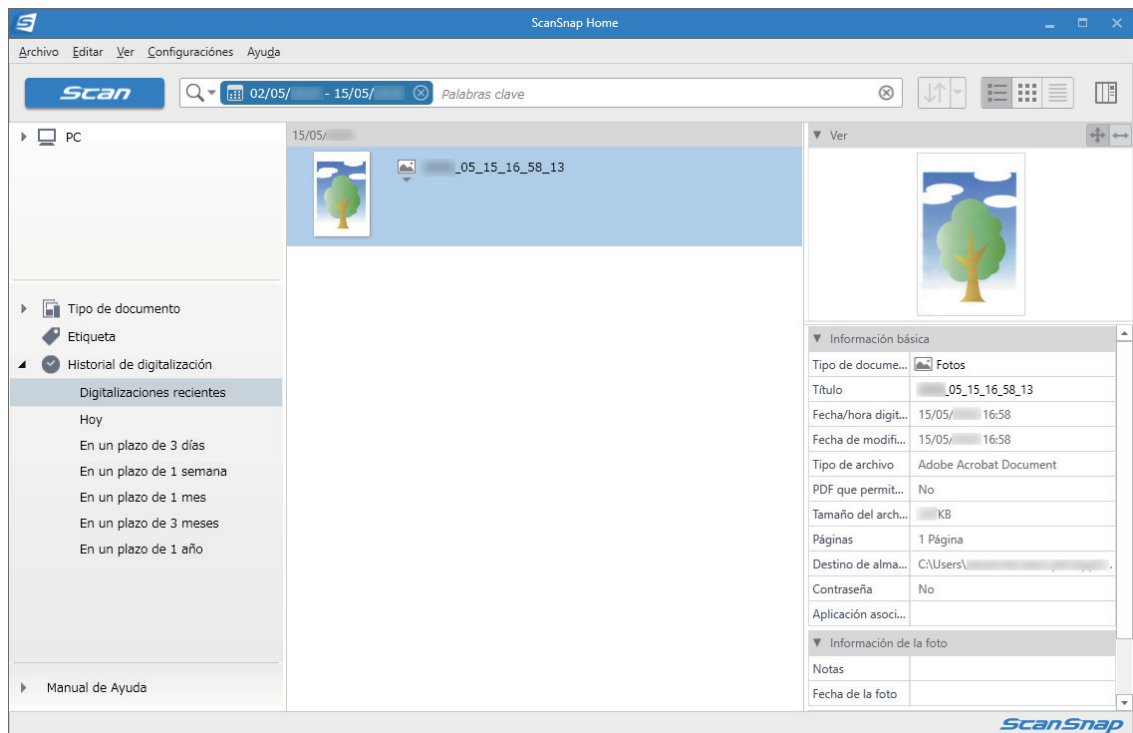 ScanSnap Home
Archivo Editar Ver Configuraciónes Ayuda
Scan
02/05/ - 15/05/ Palabras clave
PC
Tipo de documento
Etiqueta
Historial de digitalización
Digitalizaciones recientes
Hoy
En un plazo de 3 días
En un plazo de 1 semana
En un plazo de 1 mes
En un plazo de 3 meses
En un plazo de 1 año
Manual de Ayuda
15/05/
_05_15_16_58_13
Ver
Información básica
Tipo de docume... Fotos
Título _05_15_16_58_13
Fecha/hora digit... 15/05/ 16:58
Fecha de modifi... 15/05/ 16:58
Tipo de archivo Adobe Acrobat Document
PDF que permit... No
Tamaño del arch... KB
Páginas 1 Página
Destino de alma... C:\Users\
Contraseña No
Aplicación asoci...
Información de la foto
Notas
Fecha de la foto
ScanSnap